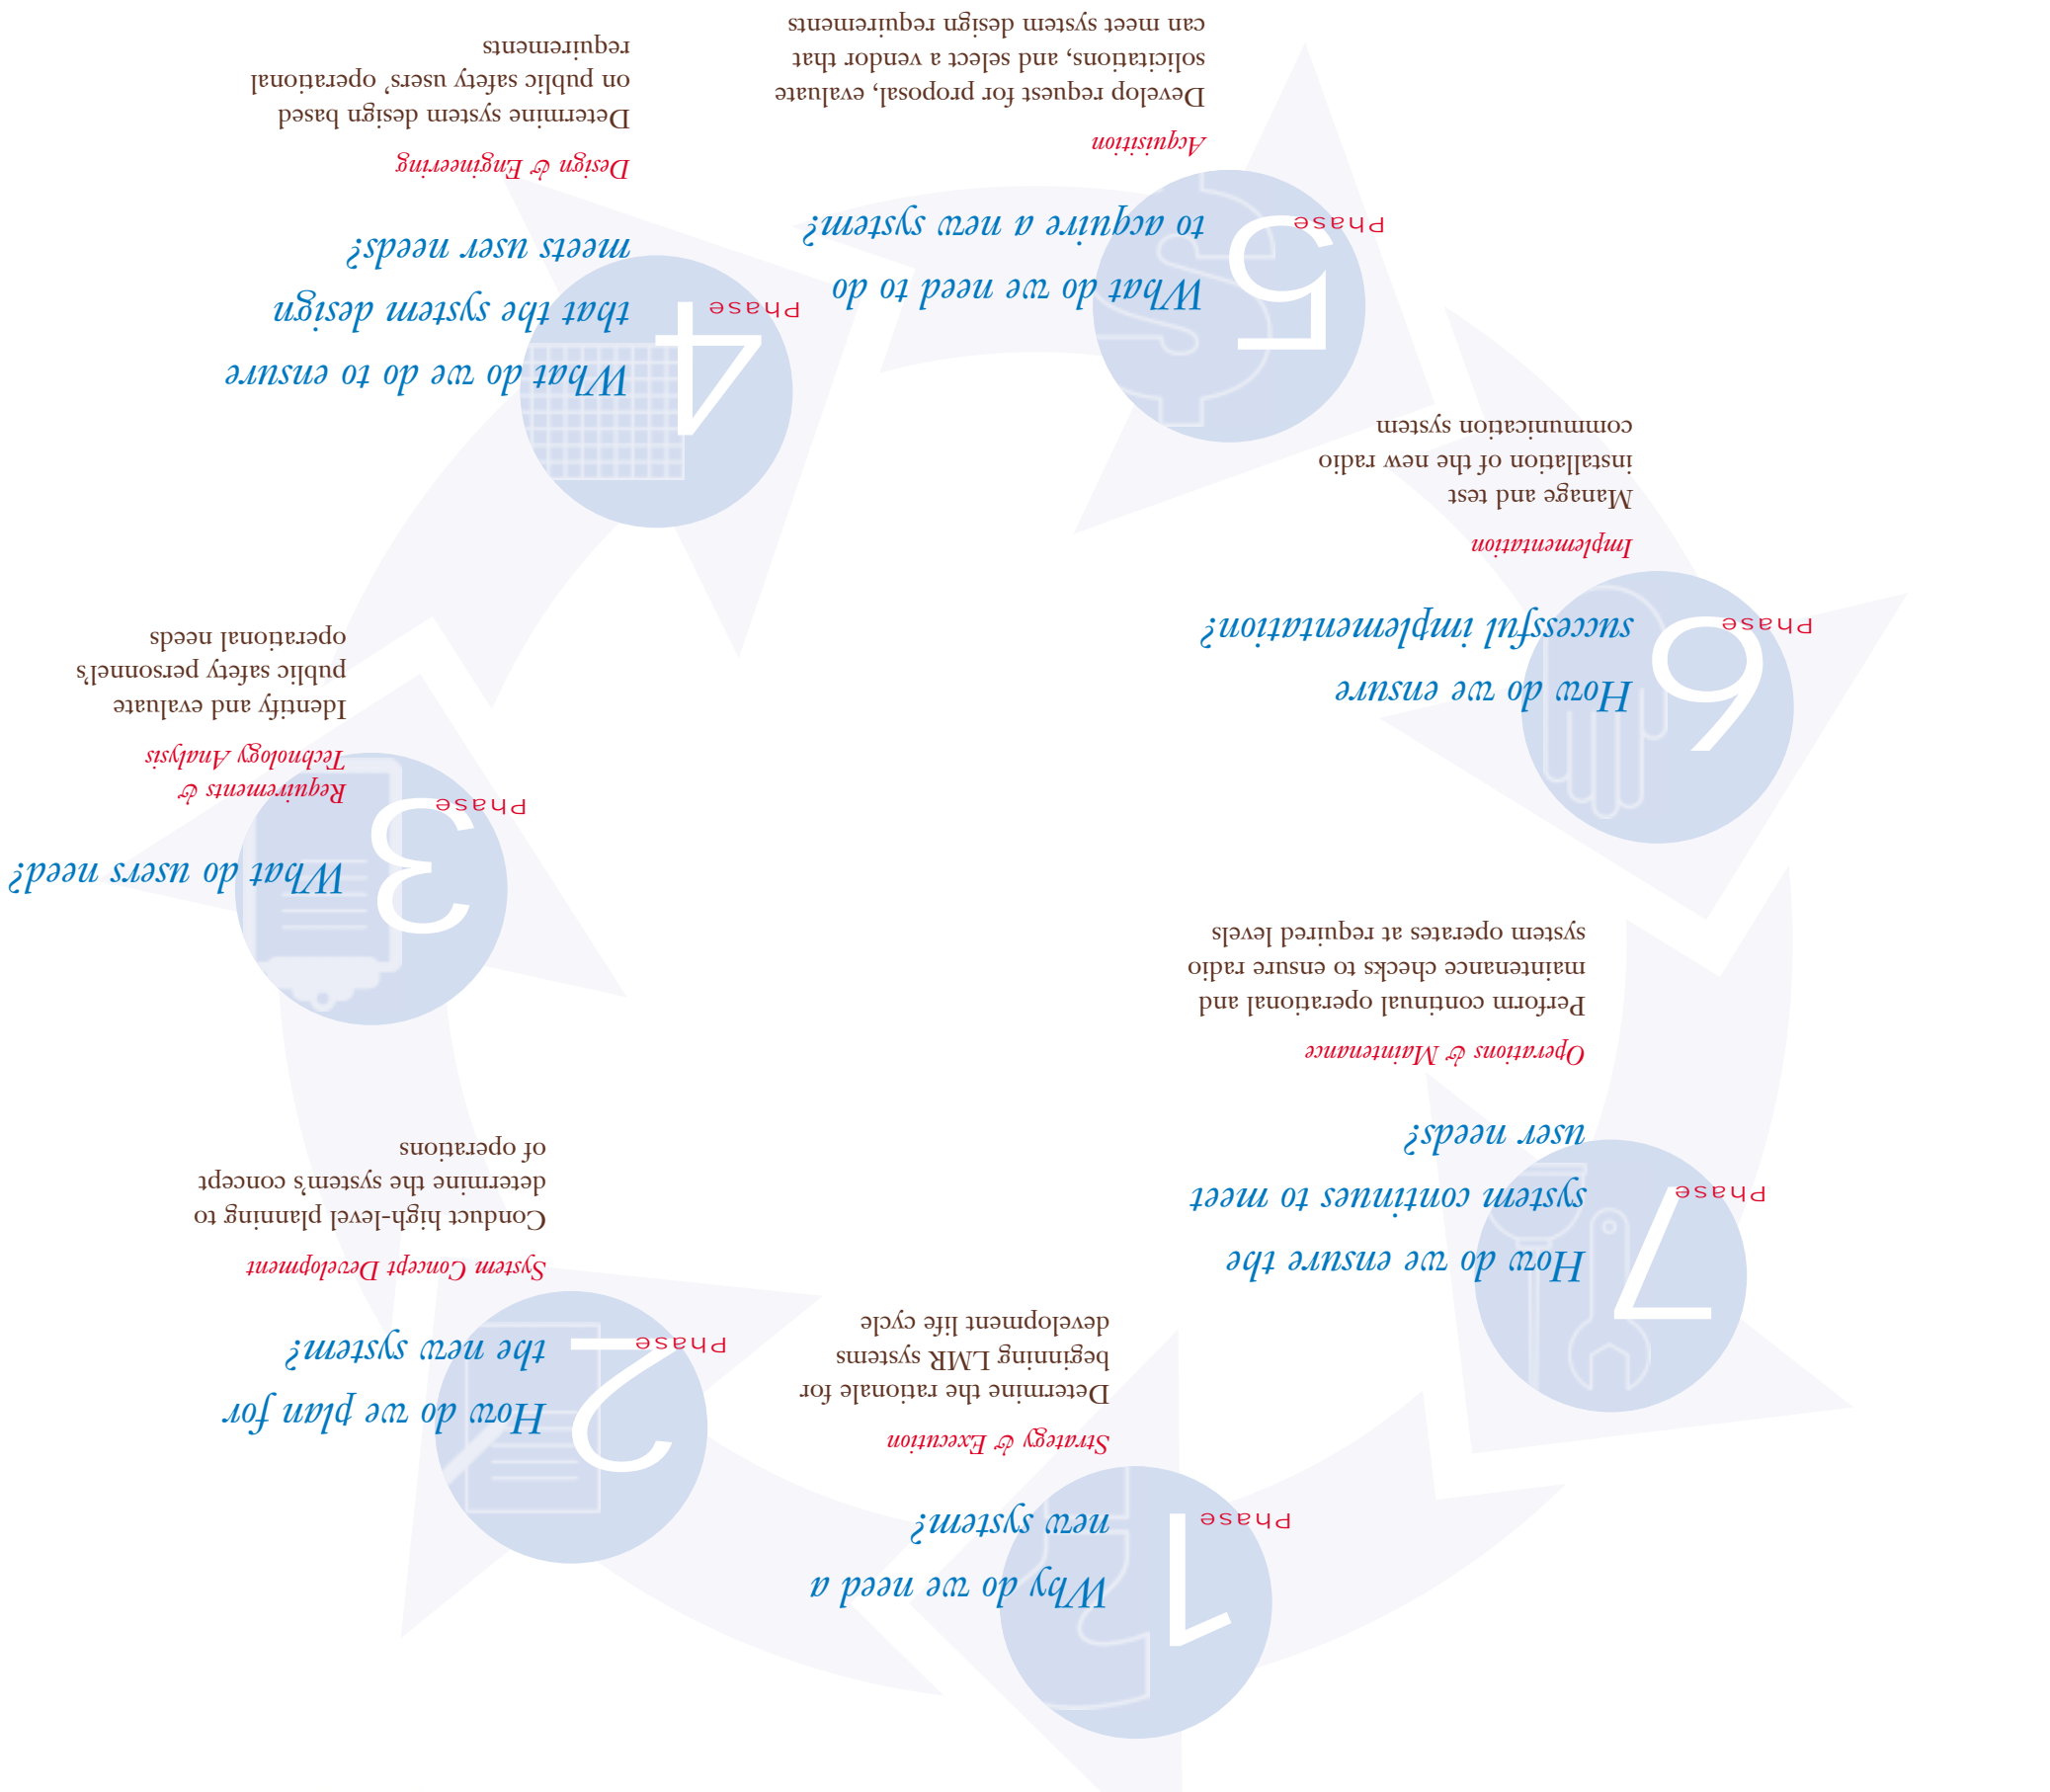 Phase
1
Why do we need a
new system?
Strategy & Execution
Determine the rationale for
beginning LMR systems
development life cycle
Phase
2
How do we plan for
the new system?
System Concept Development
Conduct high-level planning to
determine the system's concept
of operations
Phase
3
What do users need?
Requirements &
Technology Analysis
Identify and evaluate
public safety personnel's
operational needs
Phase
4
What do we do to ensure
that the system design
meets user needs?
Design & Engineering
Determine system design based
on public safety users' operational
requirements
Phase
5
What do we need to do
to acquire a new system?
Acquisition
Develop request for proposal, evaluate
solicitations, and select a vendor that
can meet system design requirements
Phase
6
How do we ensure
successful implementation?
Implementation
Manage and test
installation of the new radio
communication system
Phase
7
How do we ensure the
system continues to meet
user needs?
Operations & Maintenance
Perform continual operational and
maintenance checks to ensure radio
system operates at required levels